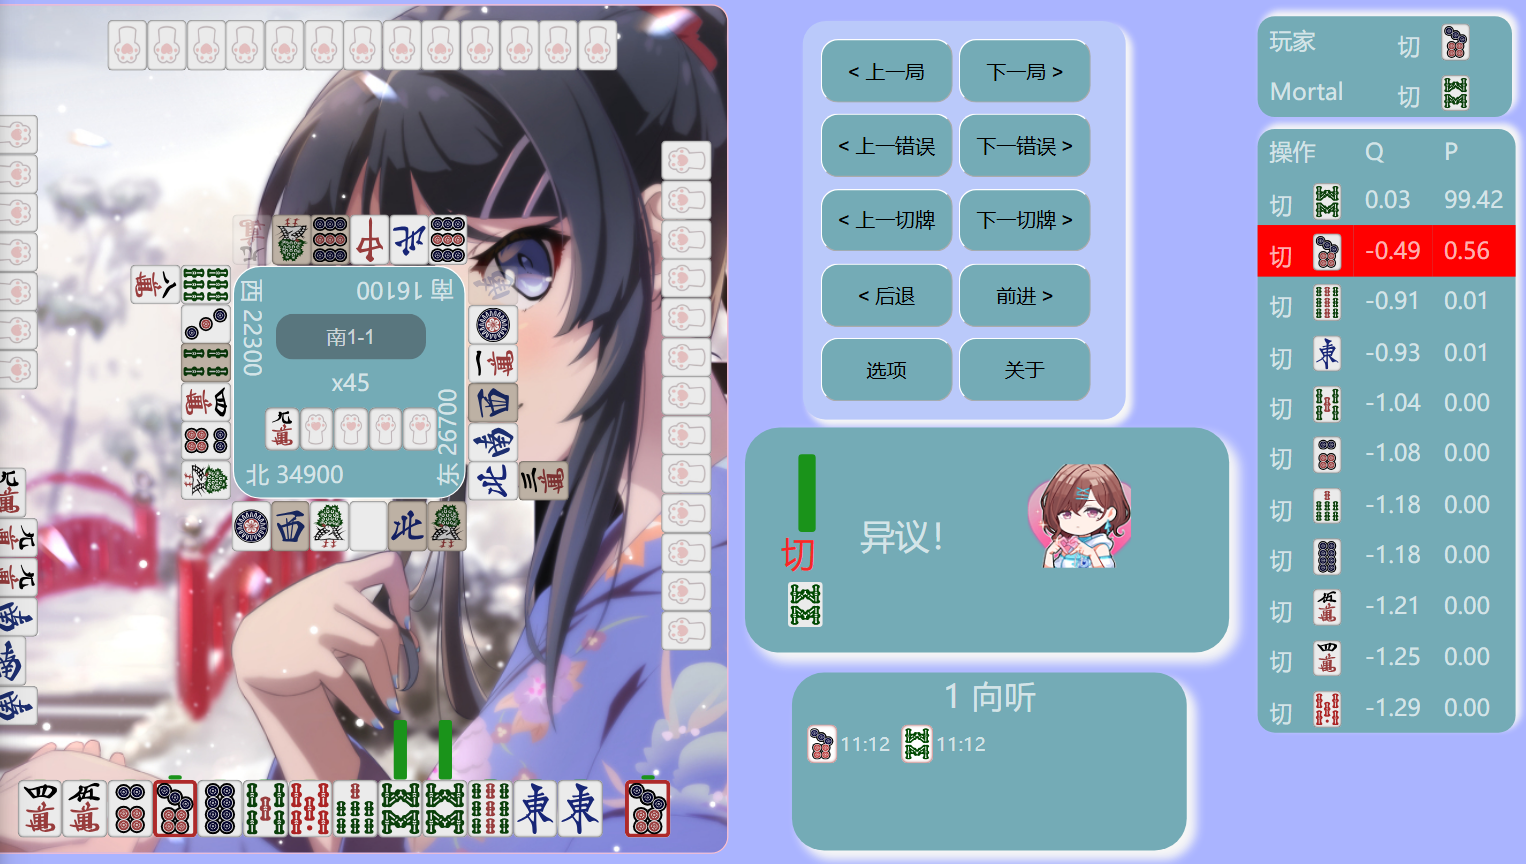 西 22300
南 16100
南1-1
x45
东 26700
北 34900
< 上一局
下一局 >
< 上一错误
下一错误 >
< 上一切牌
下一切牌 >
< 后退
前进 >
选项
关于
切
异议！
1 向听
11:12
11:12
玩家 切
Mortal 切
操作 Q P
切 0.03 99.42
切 -0.49 0.56
切 -0.91 0.01
切 -0.93 0.01
切 -1.04 0.00
切 -1.08 0.00
切 -1.18 0.00
切 -1.18 0.00
切 -1.21 0.00
切 -1.25 0.00
切 -1.29 0.00